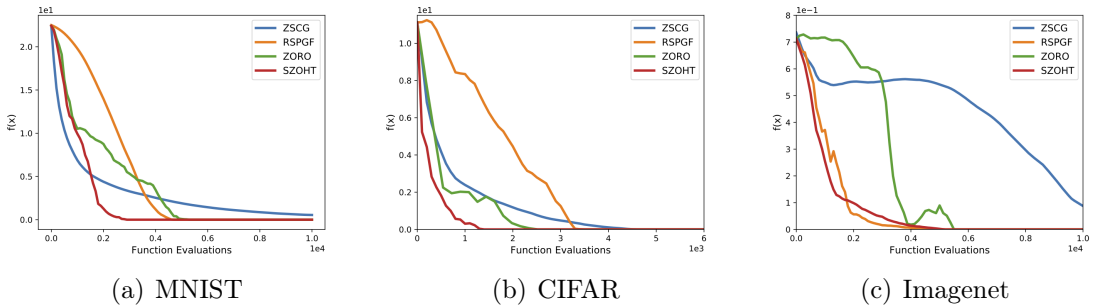 1e1
ZSCG
RSPGF
ZORO
SZOHT
2.0
1.5
1.0
0.5
0.0
f(x)
0.0 0.2 0.4 0.6 0.8 1.0
Function Evaluations
1e4
(a) MNIST
1e1
ZSCG
RSPGF
ZORO
SZOHT
1.0
0.8
0.6
0.4
0.2
0.0
f(x)
0 1 2 3 4 5 6
Function Evaluations
1e3
(b) CIFAR
1e−1
ZSCG
RSPGF
ZORO
SZOHT
8
7
6
5
4
3
2
1
0
f(x)
0.0 0.2 0.4 0.6 0.8 1.0
Function Evaluations
1e4
(c) Imagenet